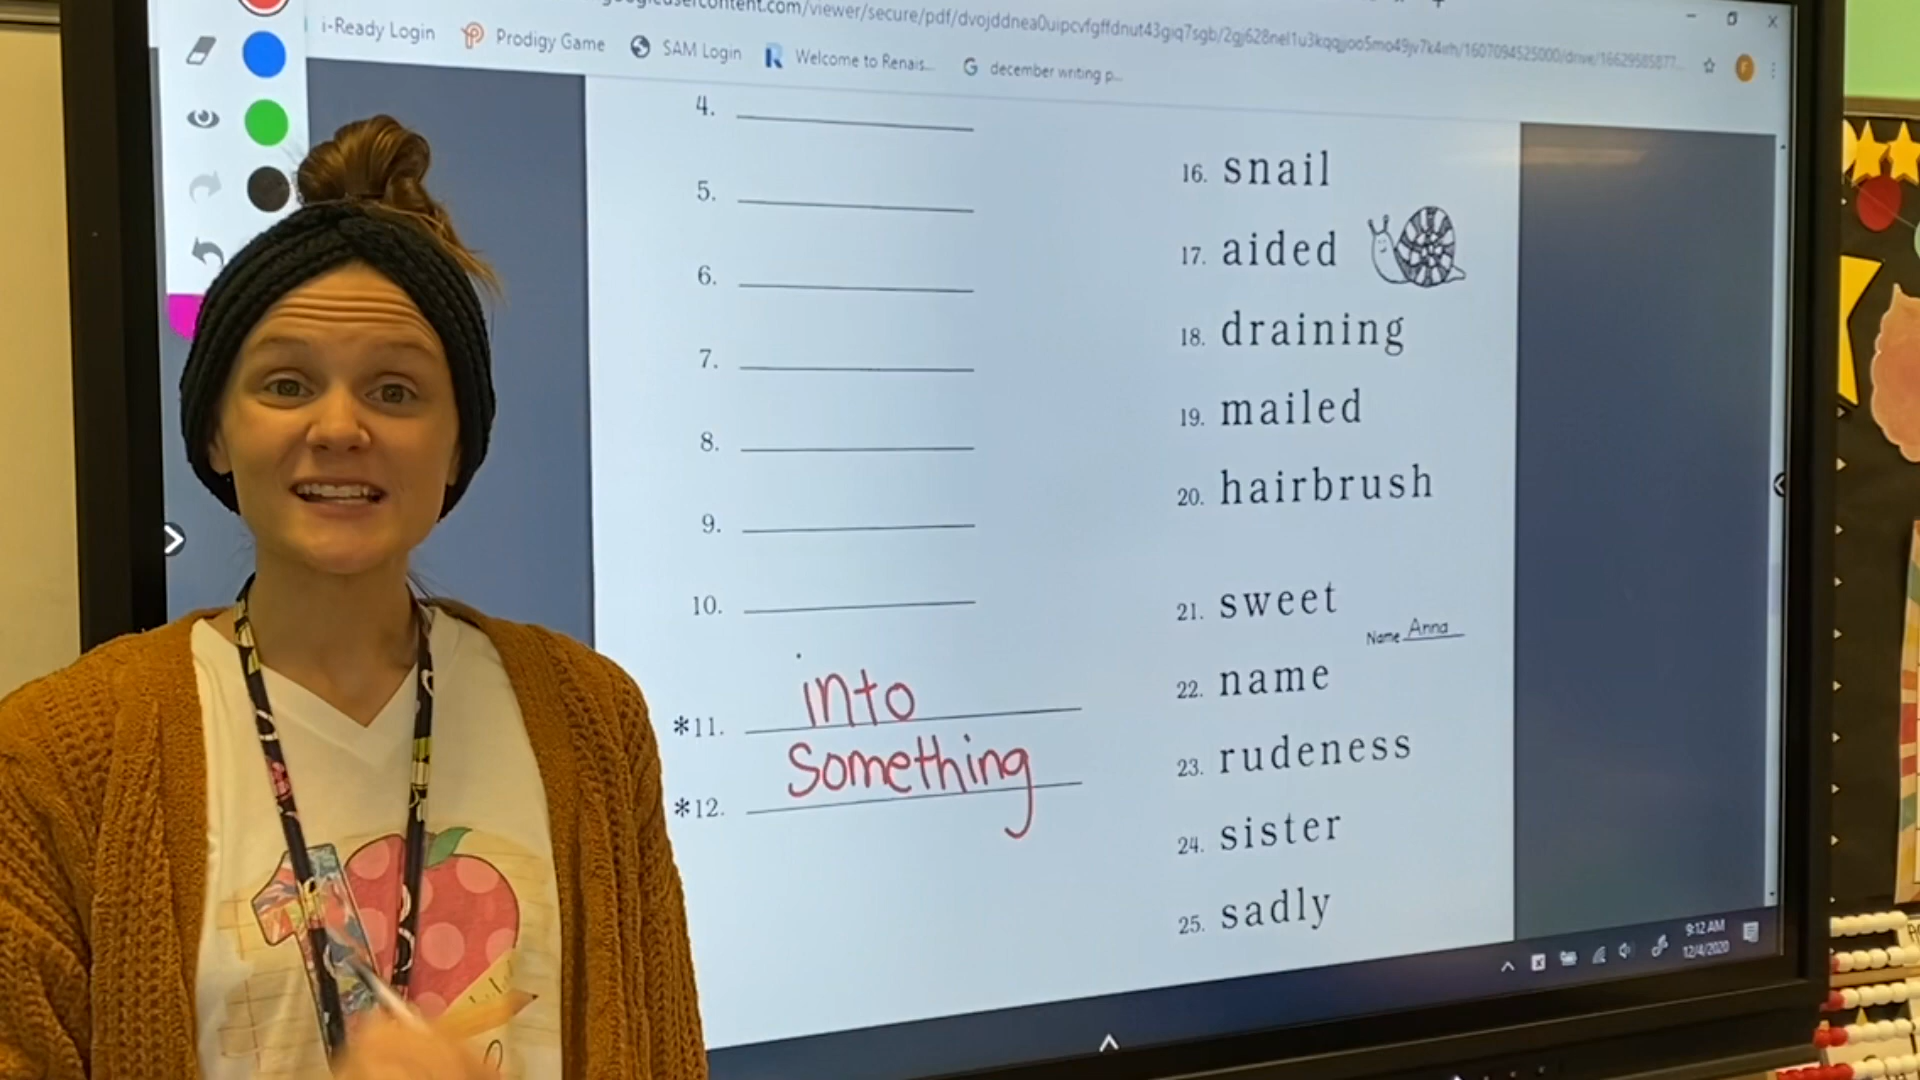 i-Ready Login Prodigy Game SAM Login Welcome to Renais... december writing p...
4.
5.
6.
7.
8.
9.
10.
*11. into
*12. Something
16. snail
17. aided
18. draining
19. mailed
20. hairbrush
21. sweet
Name Anna
22. name
23. rudeness
24. sister
25. sadly
9:12 AM
12/4/2020